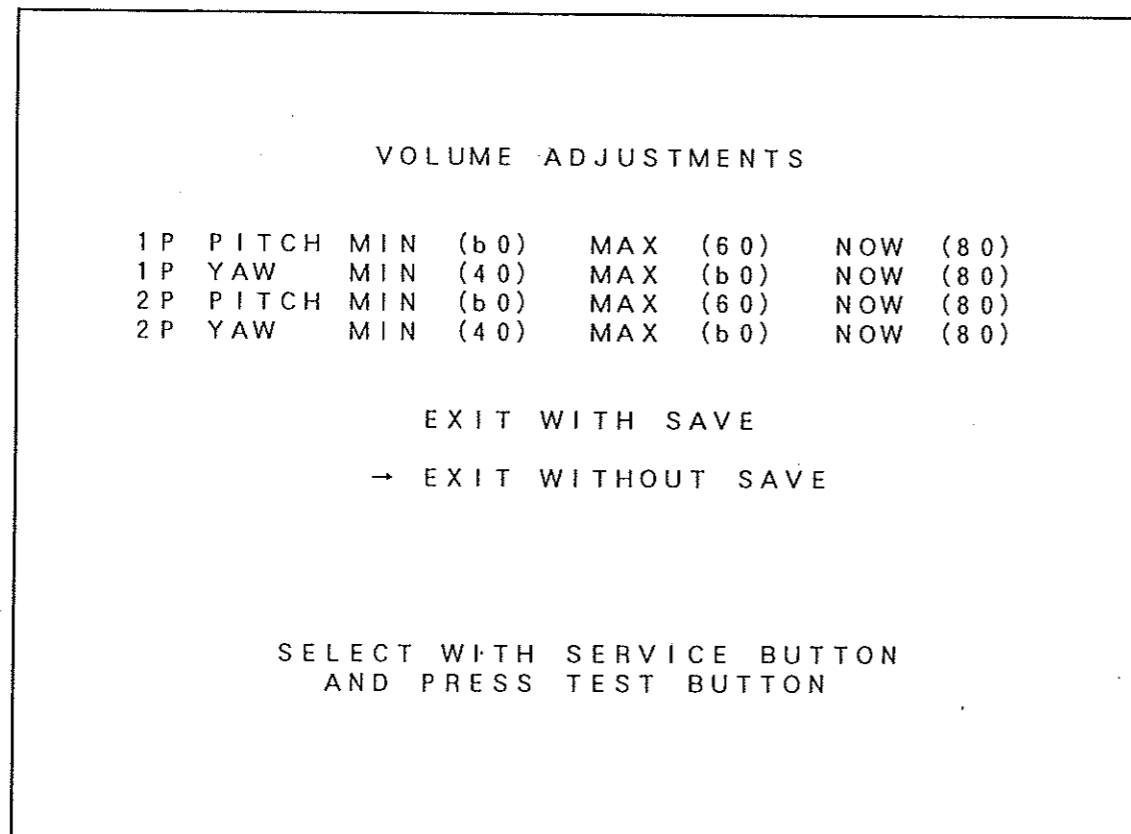 VOLUME ADJUSTMENTS
1P PITCH MIN (b0) MAX (60) NOW (80)
1P YAW MIN (40) MAX (b0) NOW (80)
2P PITCH MIN (b0) MAX (60) NOW (80)
2P YAW MIN (40) MAX (b0) NOW (80)
EXIT WITH SAVE
→ EXIT WITHOUT SAVE
SELECT WITH SERVICE BUTTON
AND PRESS TEST BUTTON